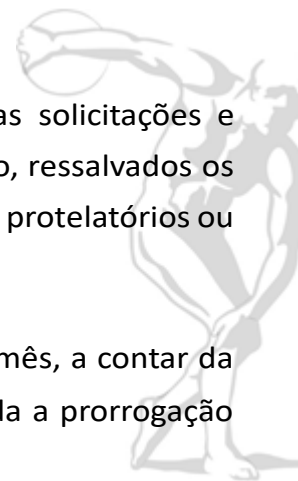 as solicitações e
o, ressalvados os
protelatórios ou
mês, a contar da
la a prorrogação